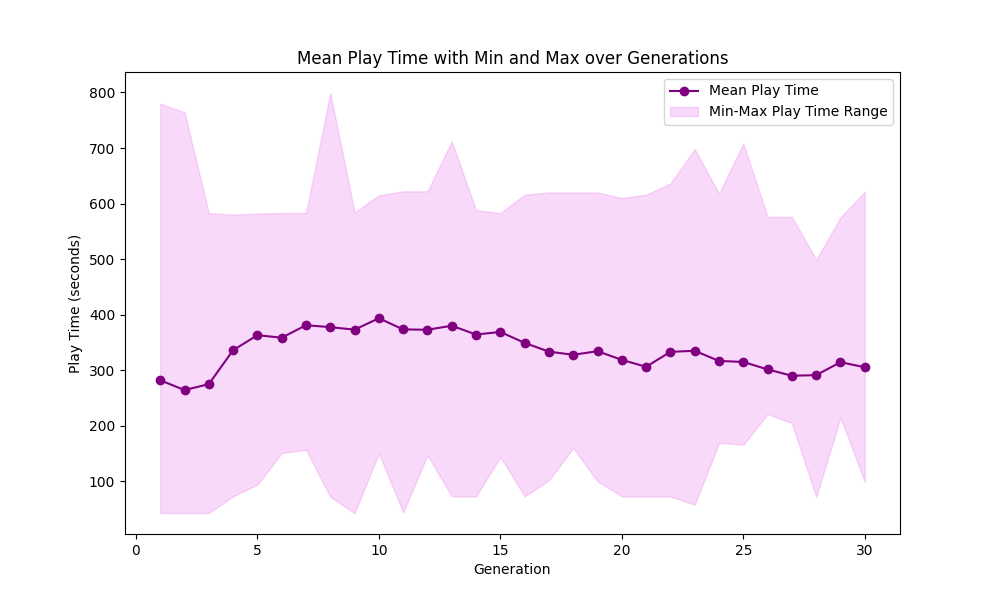 Mean Play Time with Min and Max over Generations
Mean Play Time
Min-Max Play Time Range
Play Time (seconds)
800
700
600
500
400
300
200
100
0 5 10 15 20 25 30
Generation